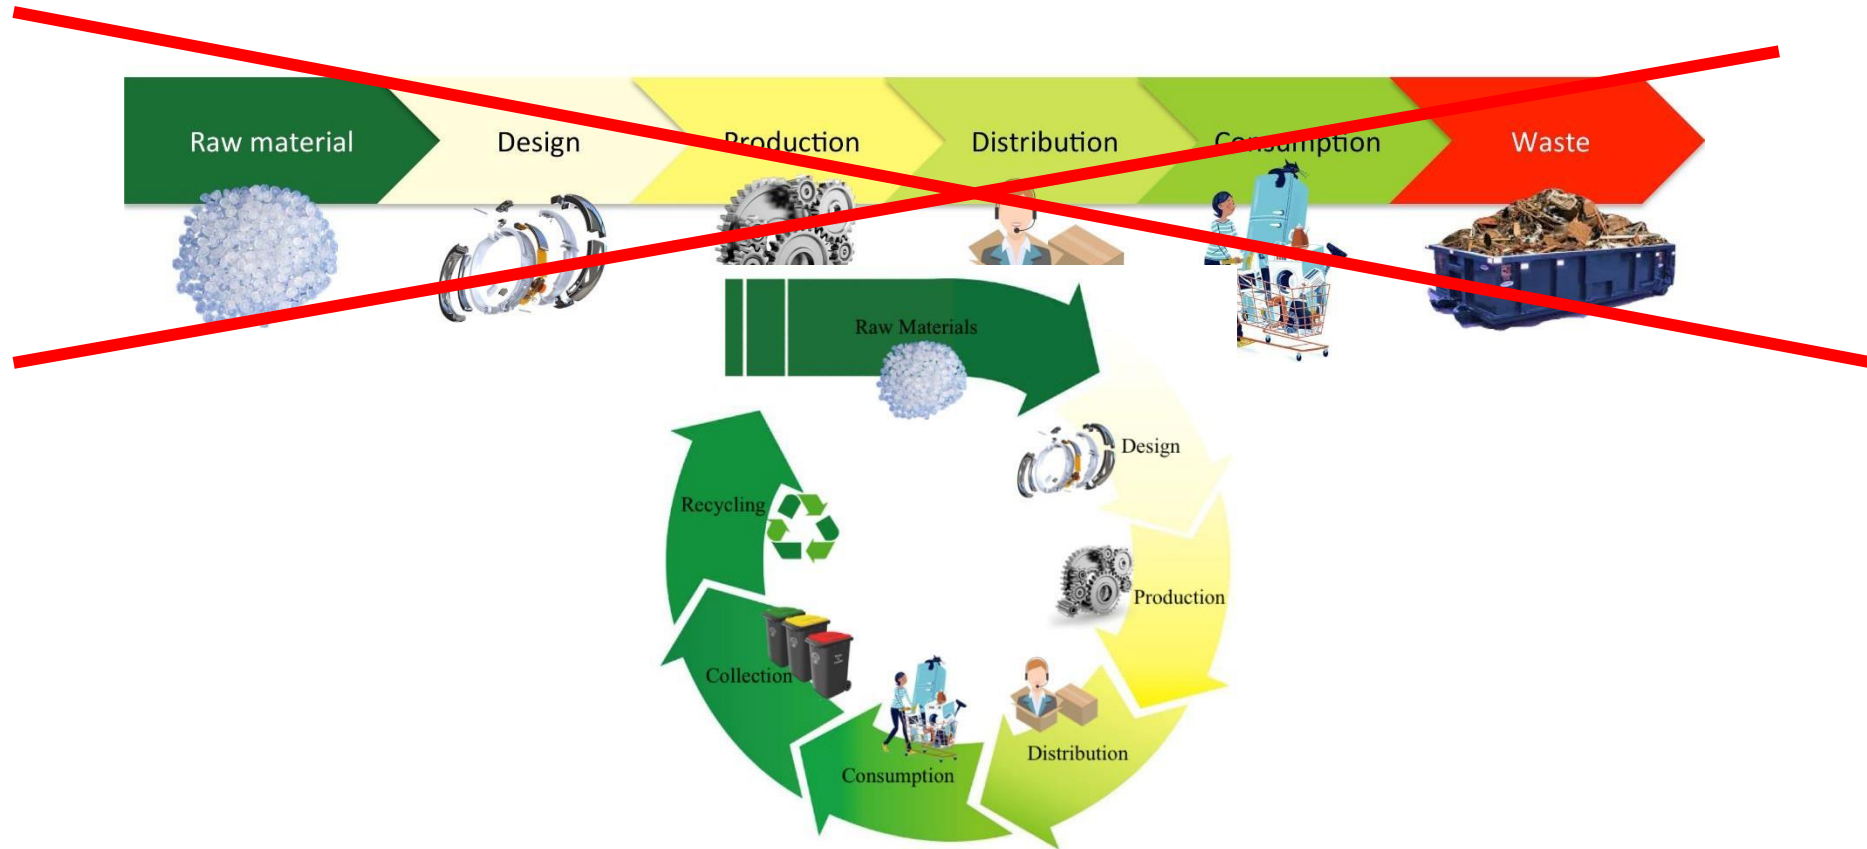 Raw material
Design
Production
Distribution
Consumption
Waste
Raw Materials
Design
Production
Distribution
Consumption
Collection
Recycling